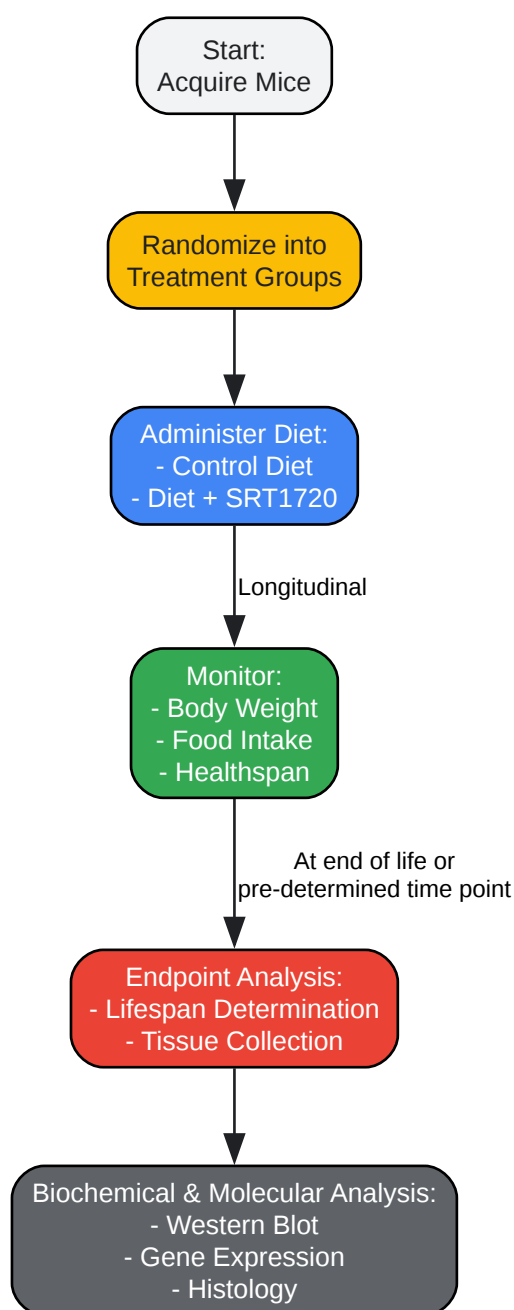 Start:
Acquire Mice
Randomize into
Treatment Groups
Administer Diet:
- Control Diet
- Diet + SRT1720
Longitudinal
Monitor:
- Body Weight
- Food Intake
- Healthspan
At end of life or
pre-determined time point
Endpoint Analysis:
- Lifespan Determination
- Tissue Collection
Biochemical & Molecular Analysis:
- Western Blot
- Gene Expression
- Histology